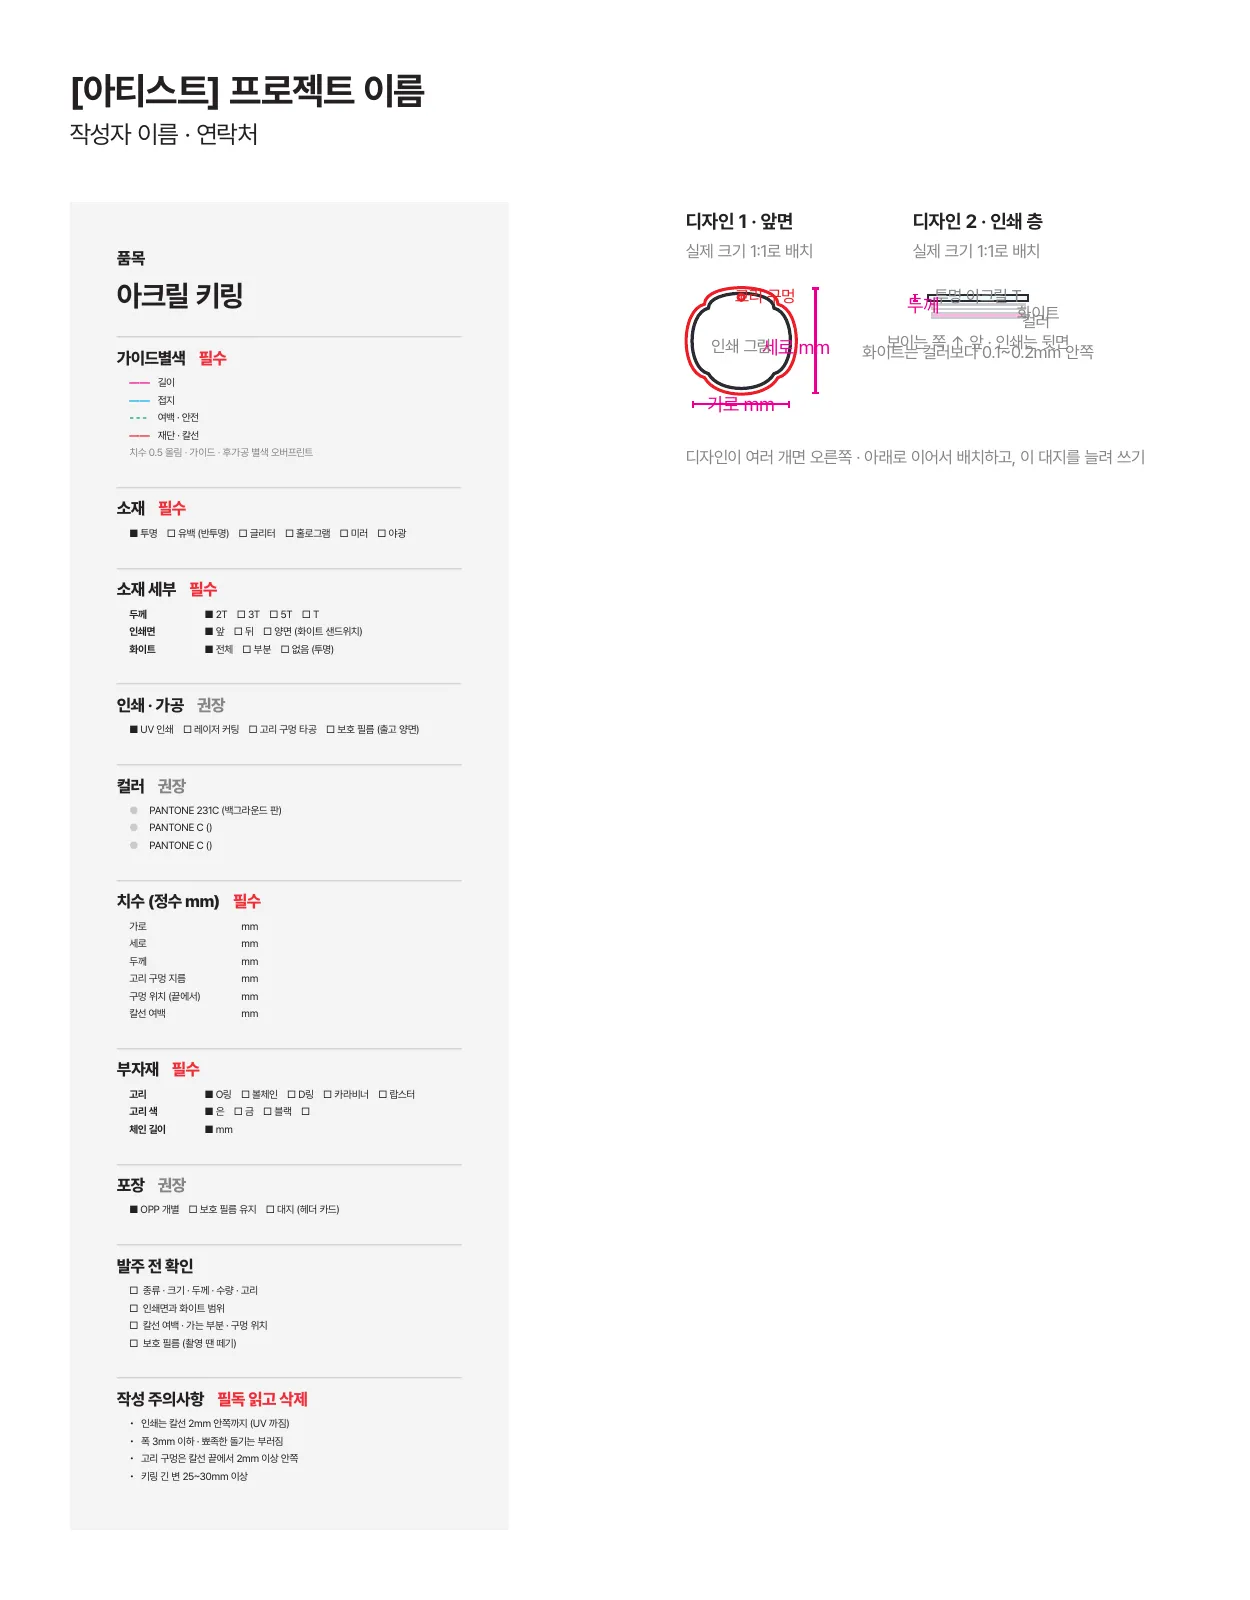 [아티스트] 프로젝트 이름
작성자 이름 · 연락처
품목
아크릴 키링
가이드별색 필수
길이
접지
여백 · 안전
재단 · 칼선
치수 0.5 올림 · 가이드 · 후가공 별색 오버프린트
소재 필수
■ 투명 □ 유백 (반투명) □ 글리터 □ 홀로그램 □ 미러 □ 야광
소재 세부 필수
두께 ■ 2T □ 3T □ 5T □ T
인쇄면 ■ 앞 □ 뒤 □ 양면 (화이트 샌드위치)
화이트 ■ 전체 □ 부분 □ 없음 (투명)
인쇄 · 가공 권장
■ UV 인쇄 □ 레이저 커팅 □ 고리 구멍 타공 □ 보호 필름 (출고 양면)
컬러 권장
PANTONE 231C (백그라운드 판)
PANTONE C ()
PANTONE C ()
치수 (정수 mm) 필수
가로 mm
세로 mm
두께 mm
고리 구멍 지름 mm
구멍 위치 (끝에서) mm
칼선 여백 mm
부자재 필수
고리 ■ O링 □ 볼체인 □ D링 □ 카라비너 □ 랍스터
고리 색 ■ 은 □ 금 □ 블랙 □
체인 길이 ■ mm
포장 권장
■ OPP 개별 □ 보호 필름 유지 □ 대지 (헤더 카드)
발주 전 확인
□ 종류 · 크기 · 두께 · 수량 · 고리
□ 인쇄면과 화이트 범위
□ 칼선 여백 · 가는 부분 · 구멍 위치
□ 보호 필름 (촬영 땐 떼기)
작성 주의사항 필독 읽고 삭제
• 인쇄는 칼선 2mm 안쪽까지 (UV 까짐)
• 폭 3mm 이하 · 뾰족한 돌기는 부러짐
• 고리 구멍은 칼선 끝에서 2mm 이상 안쪽
• 키링 긴 변 25~30mm 이상
디자인 1 · 앞면
실제 크기 1:1로 배치
고리 구멍
인쇄 그림
세로 mm
가로 mm
디자인 2 · 인쇄 층
실제 크기 1:1로 배치
투명 아크릴 T
두께
화이트
컬러
보이는 쪽 ↑ 앞 · 인쇄는 뒷면
화이트는 컬러보다 0.1~0.2mm 안쪽
디자인이 여러 개면 오른쪽 · 아래로 이어서 배치하고, 이 대지를 늘려 쓰기